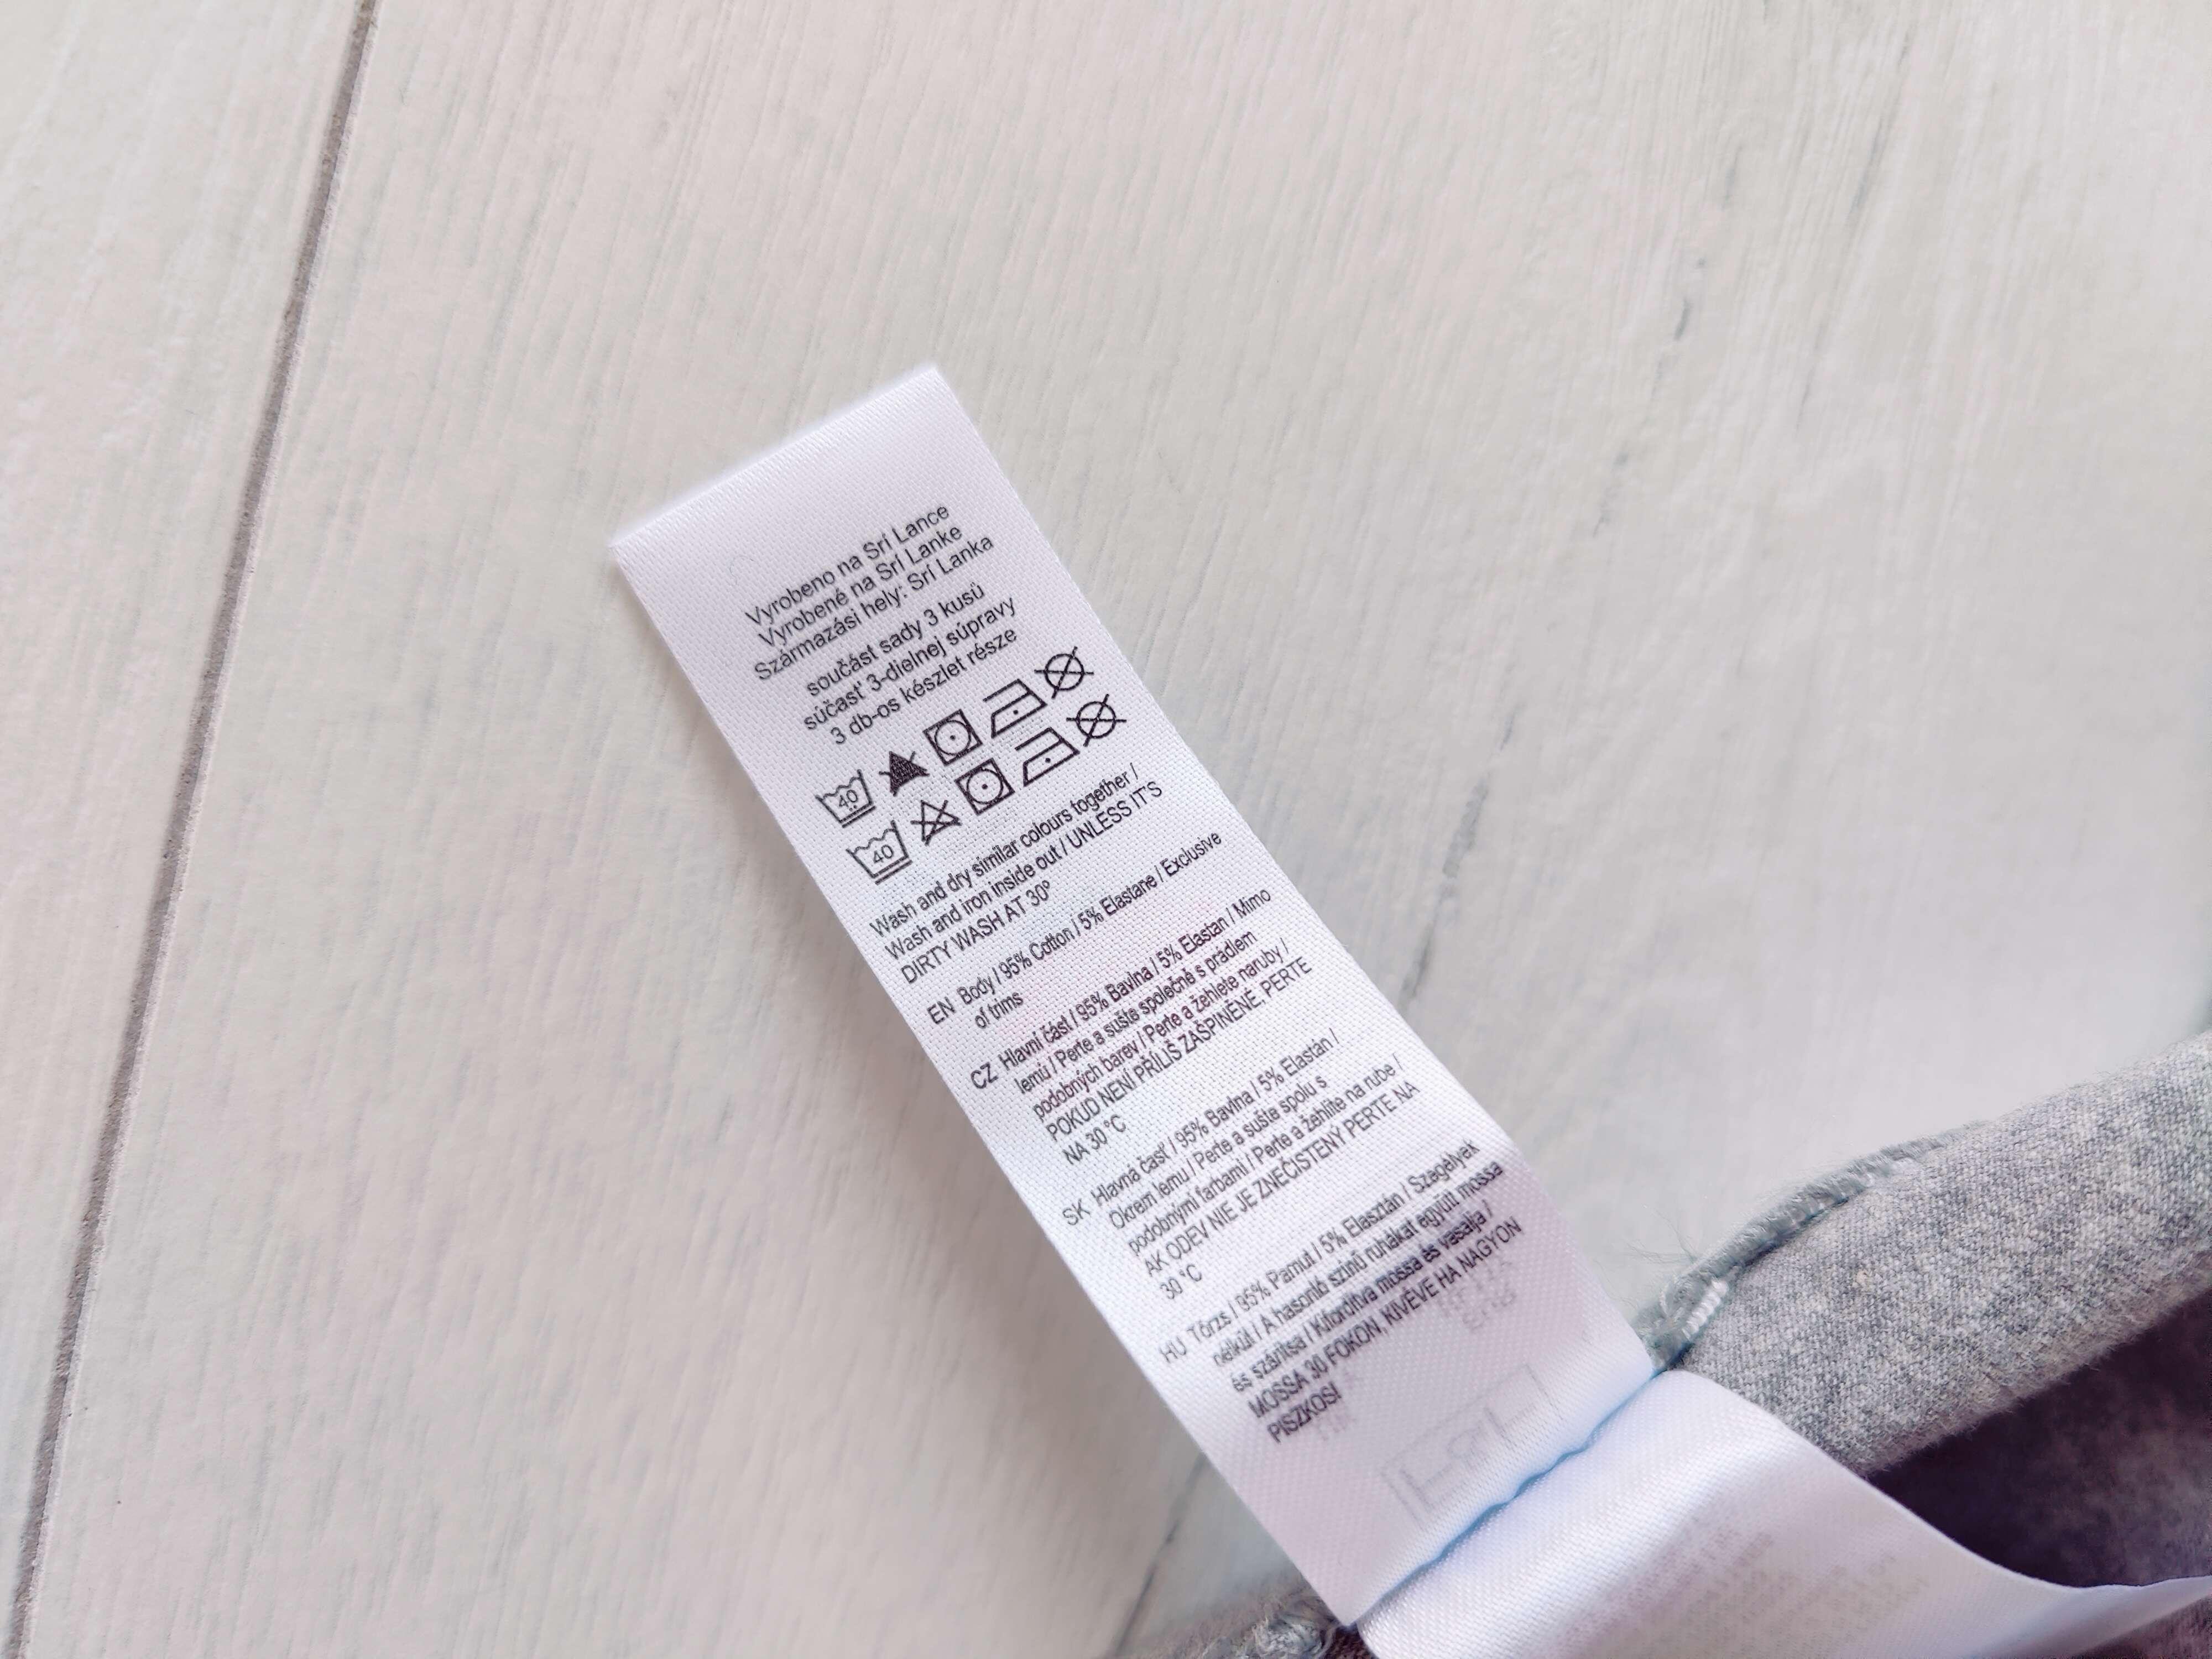 Vyrobeno na Srí Lance
Vyrobené na Srí Lanke
Származási hely: Srí Lanka
součást sady 3 kusů
súčasť 3-dielnej súpravy
3 db-os készlet része
40
40
Wash and dry similar colours together /
Wash and iron inside out / UNLESS IT'S
DIRTY WASH AT 30º
EN Body / 95% Cotton / 5% Elastane / Exclusive
of trims
CZ Hlavní část / 95% Bavlna / 5% Elastan / Mimo
lemů / Perte a sušte společně s prádlem
podobných barev / Perte a žehlete naruby /
POKUD NENÍ PŘÍLIŠ ZAŠPINĚNÉ, PERTE
NA 30 °C
SK Hlavná časť / 95% Bavlna / 5% Elastán /
Okrem lemu / Perte a sušte spolu s
podobnými farbami / Perte a žehlite na rube /
AK ODEV NIE JE ZNEČISTENÝ PERTE NA
30 °C
HU Törzs / 95% Pamut / 5% Elasztán / Szegélyek
nélkül / A hasonló színű ruhákat együtt mossa
és szárítsa / Kifordítva mossa és vasalja /
MOSSA 30 FOKON, KIVÉVE HA NAGYON
PISZKOS!